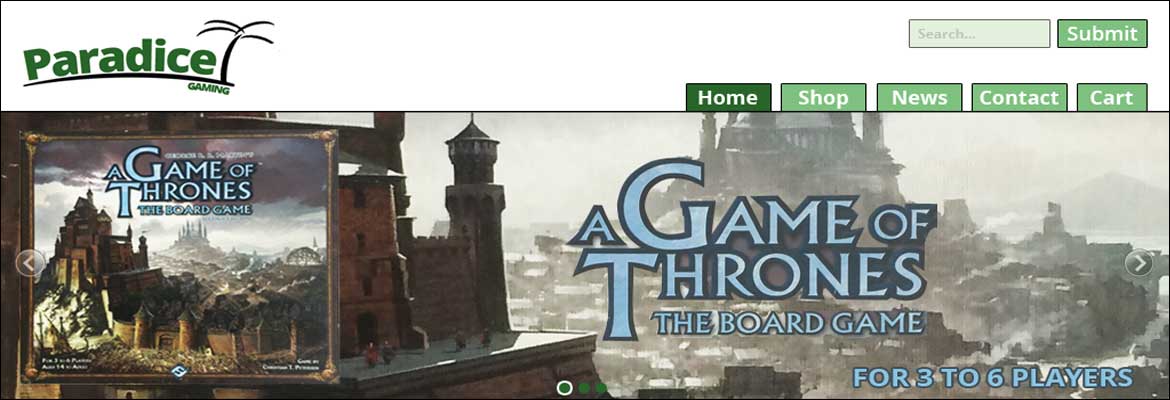 Paradice
GAMING
Search...
Submit
Home
Shop
News
Contact
Cart
GEORGE R. R. MARTIN'S
A GAME OF
THRONES
THE BOARD GAME
FOR 3 TO 6 PLAYERS
AGES 14 TO ADULT
GAME BY
CHRISTIAN T. PETERSEN
A GAME OF
THRONES
THE BOARD GAME
FOR 3 TO 6 PLAYERS